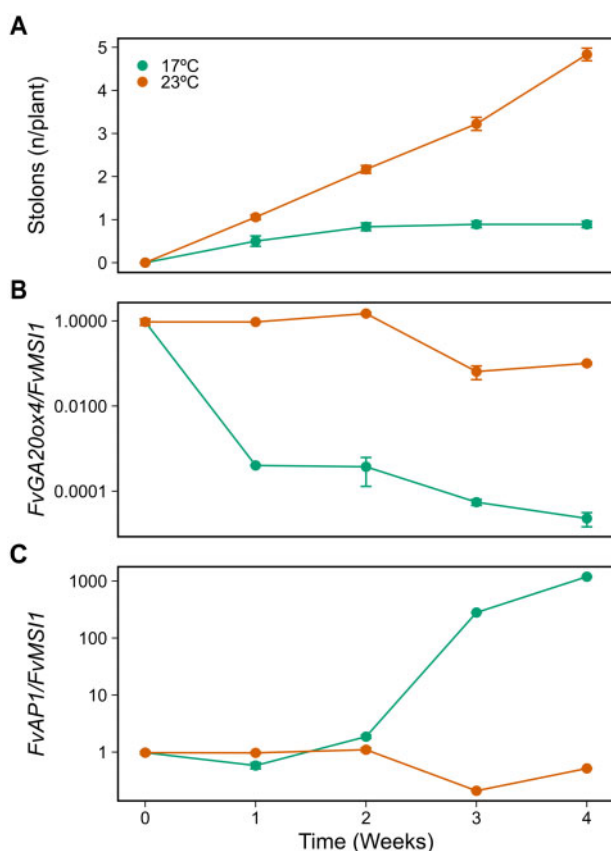 A
Stolons (n/plant)
5
4
3
2
1
0
17ºC
23ºC
B
FvGA20ox4/FvMSI1
1.0000
0.0100
0.0001
C
FvAP1/FvMSI1
1000
100
10
1
0 1 2 3 4
Time (Weeks)